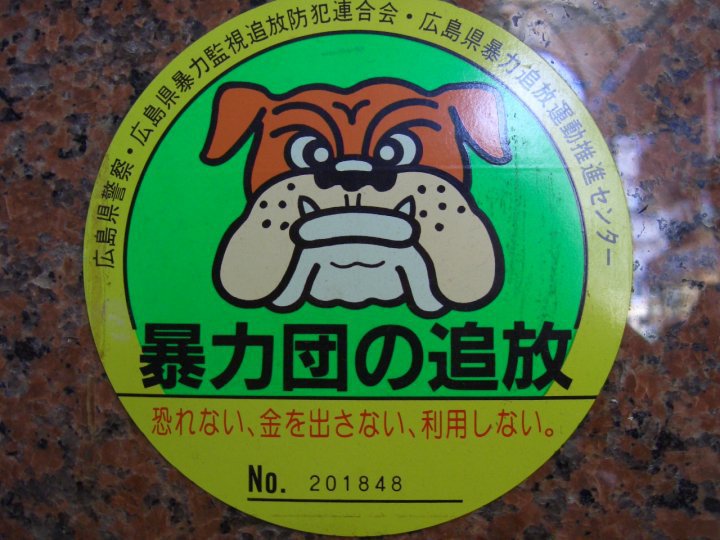 広島県警察・広島県暴力監視追放防犯連合会・広島県暴力追放運動推進センター
暴力団の追放
恐れない、金を出さない、利用しない。
No. 201848